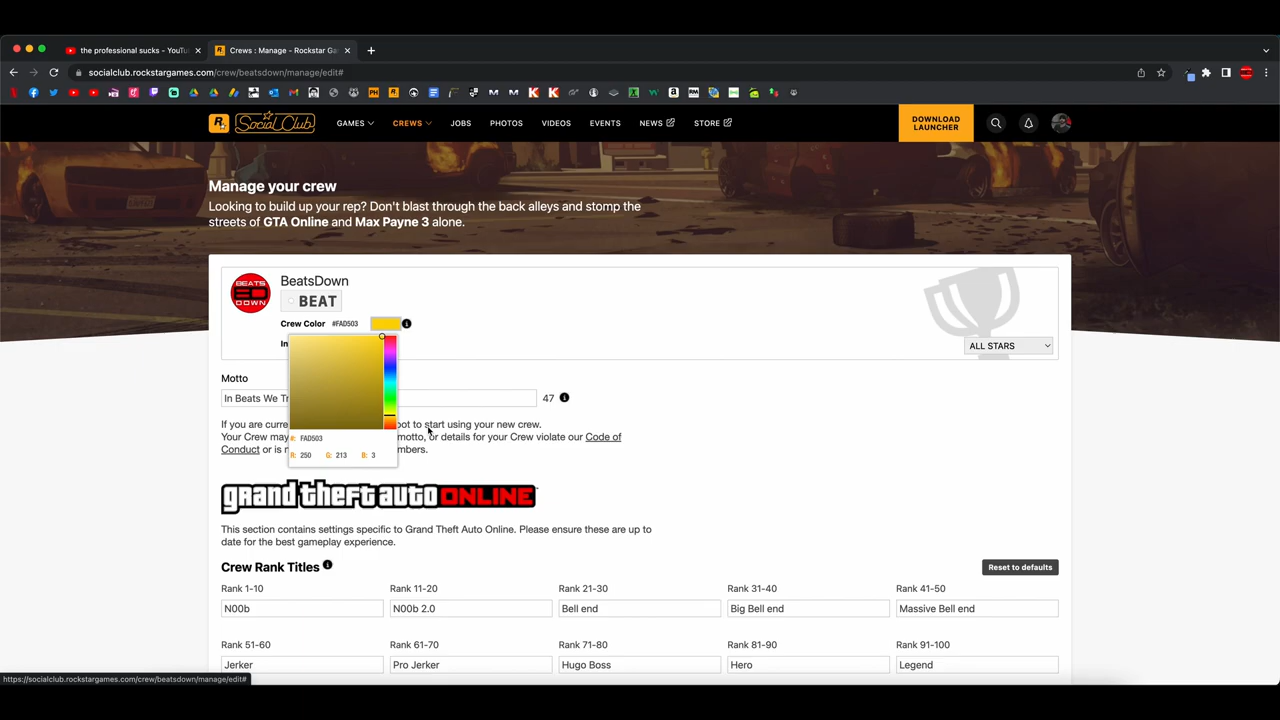 the professional sucks - YouTu
Crews : Manage - Rockstar Ga
socialclub.rockstargames.com/crew/beatsdown/manage/edit#
R Social Club
GAMES
CREWS
JOBS
PHOTOS
VIDEOS
EVENTS
NEWS
STORE
DOWNLOAD
LAUNCHER
Manage your crew
Looking to build up your rep? Don't blast through the back alleys and stomp the
streets of GTA Online and Max Payne 3 alone.
BEATS
DOWN
BeatsDown
BEAT
Crew Color #FAD503
In
ALL STARS
Motto
In Beats We Tr
47
If you are curre
oot to start using your new crew.
Your Crew may
motto, or details for your Crew violate our Code of
Conduct or is r
mbers.
#: FAD503
R: 250 G: 213 B: 3
grand theft auto ONLINE
This section contains settings specific to Grand Theft Auto Online. Please ensure these are up to
date for the best gameplay experience.
Crew Rank Titles
Reset to defaults
Rank 1-10
Rank 11-20
Rank 21-30
Rank 31-40
Rank 41-50
N00b
N00b 2.0
Bell end
Big Bell end
Massive Bell end
Rank 51-60
Rank 61-70
Rank 71-80
Rank 81-90
Rank 91-100
Jerker
Pro Jerker
Hugo Boss
Hero
Legend
https://socialclub.rockstargames.com/crew/beatsdown/manage/edit#